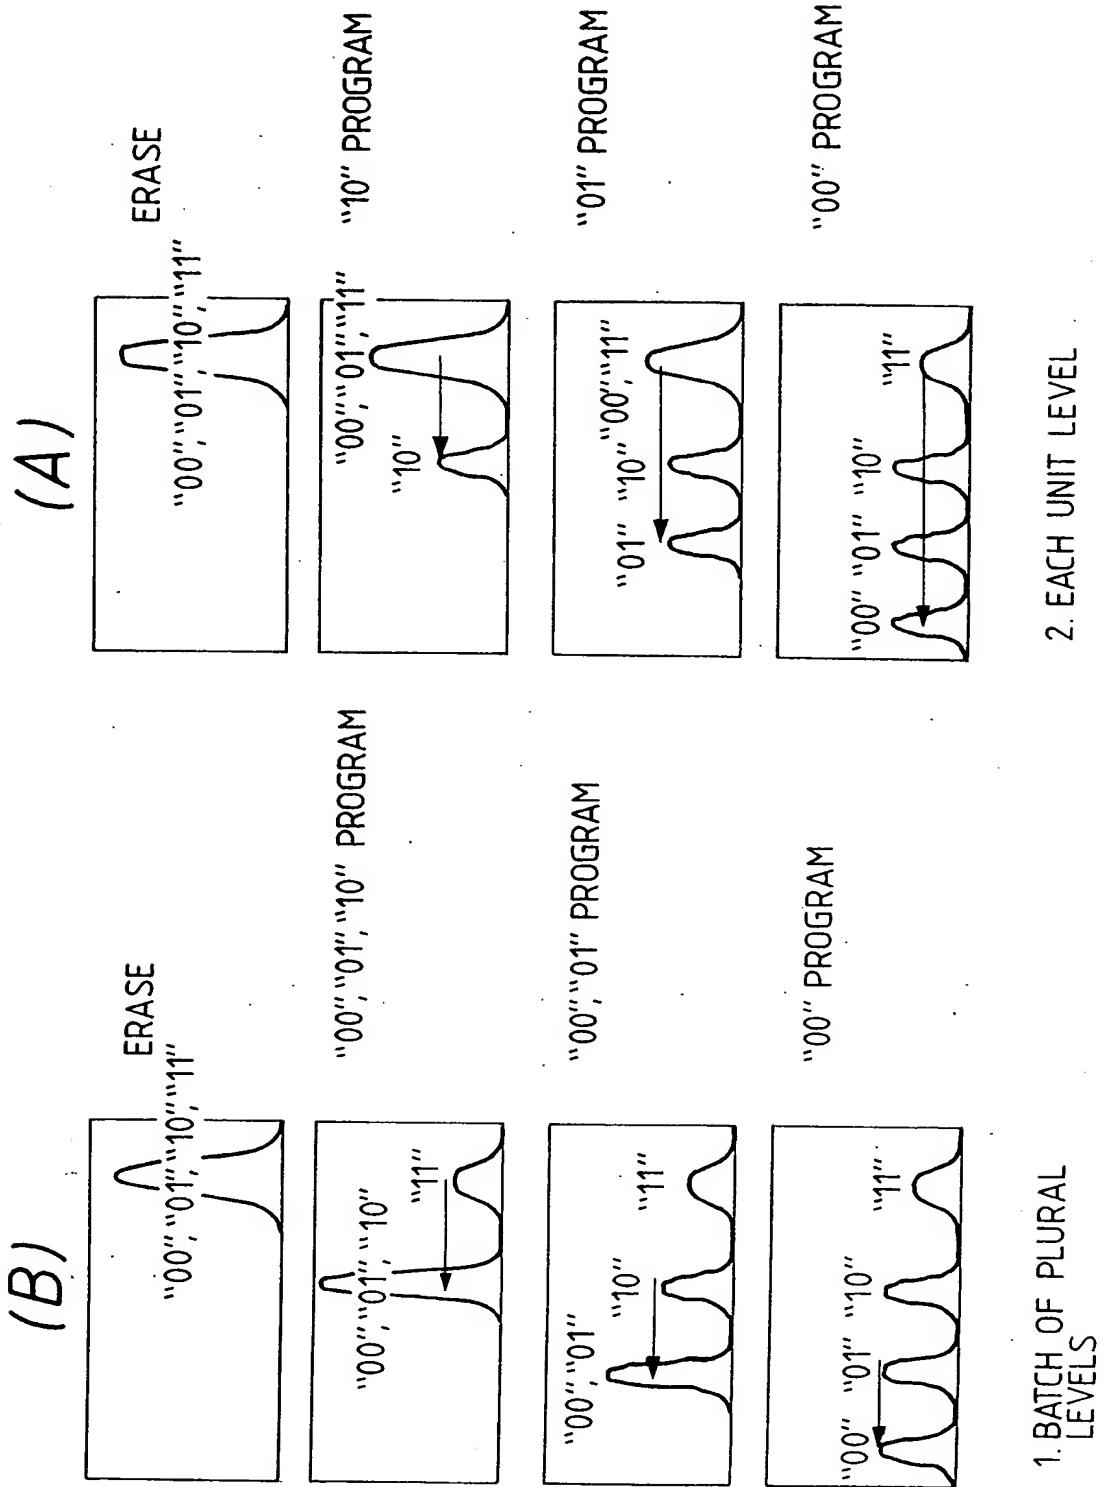 (A)
"00","01","10","11"
ERASE
"00","01","11"
"10"
"10" PROGRAM
"00","11"
"01" "10"
"01" PROGRAM
"11"
"00" "01" "10"
"00" PROGRAM
2. EACH UNIT LEVEL
(B)
"00","01","10","11"
ERASE
"00","01","10"
"11"
"00","01","10" PROGRAM
"00","01"
"10"
"11"
"00","01" PROGRAM
"00" "01" "10"
"11"
"00" PROGRAM
1. BATCH OF PLURAL
LEVELS